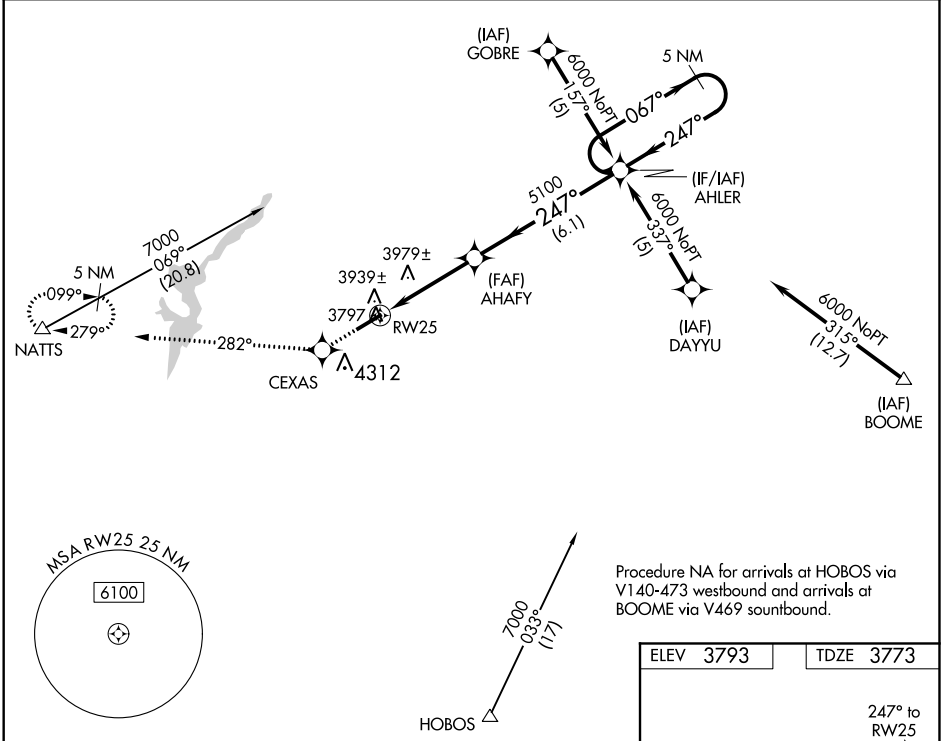 (IAF)
GOBRE
6000 NoPT
157°
(5)
5 NM
067°
247°
(IF/IAF)
AHLER
5100
247°
(6.1)
6000 NoPT
337°
(5)
7000
069°
(20.8)
5 NM
099°
279°
NATTS
3979±
3939±
3797
RW25
(FAF)
AHAFY
(IAF)
DAYYU
6000 NoPT
315°
(12.7)
(IAF)
BOOME
282°
CEXAS
4312
MSA RW25 25 NM
6100
7000
033°
(17)
HOBOS
Procedure NA for arrivals at HOBOS via
V140-473 westbound and arrivals at
BOOME via V469 sountbound.
ELEV 3793
TDZE 3773
247° to
RW25